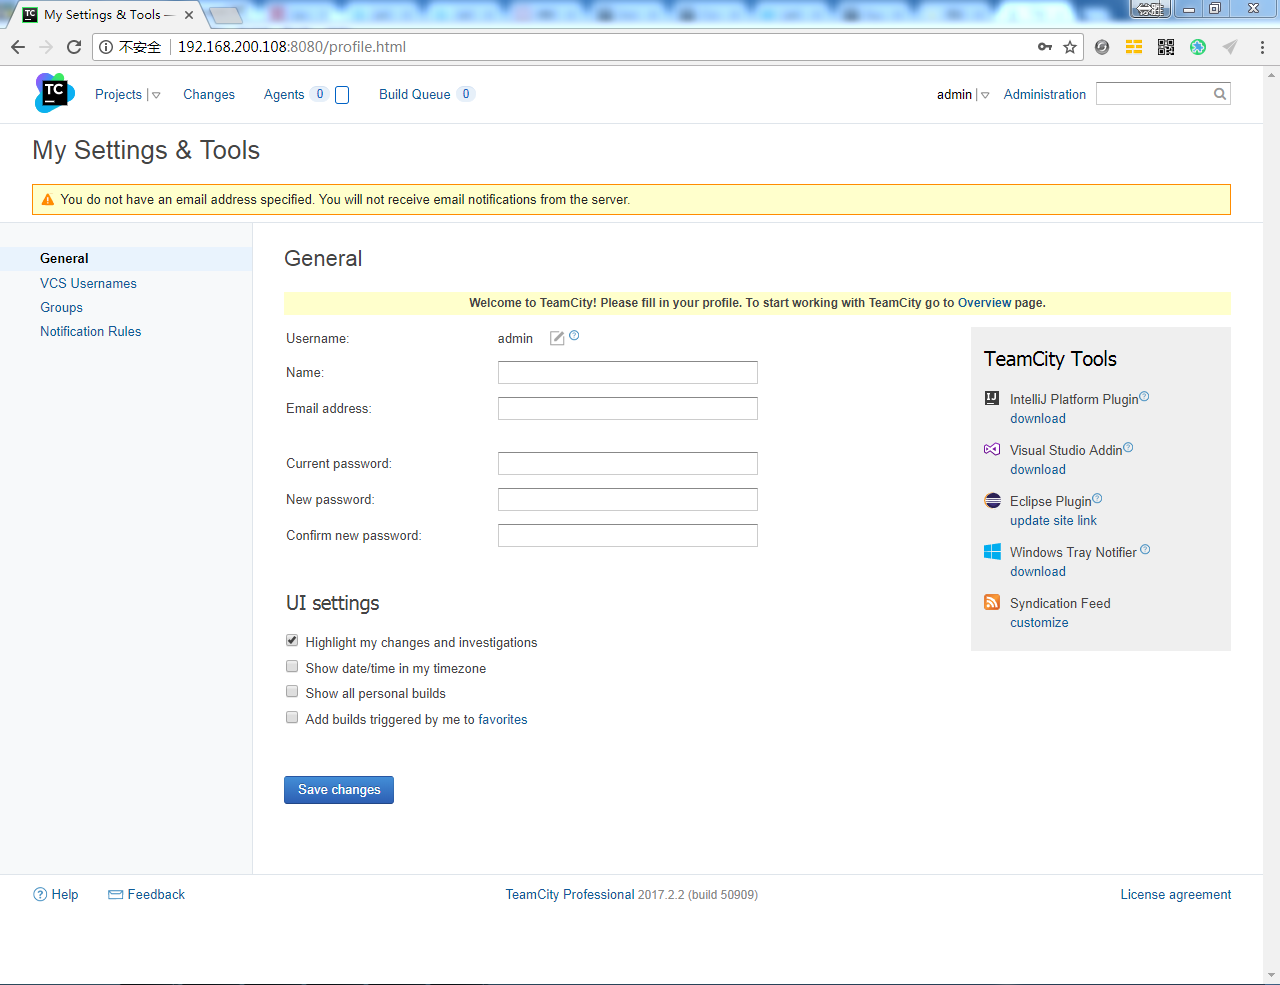 My Settings & Tools —
不安全 192.168.200.108:8080/profile.html
TC
Projects Changes Agents 0 Build Queue 0 admin Administration
My Settings & Tools
You do not have an email address specified. You will not receive email notifications from the server.
General
VCS Usernames
Groups
Notification Rules
General
Welcome to TeamCity! Please fill in your profile. To start working with TeamCity go to Overview page.
Username: admin
Name:
Email address:
Current password:
New password:
Confirm new password:
UI settings
Highlight my changes and investigations
Show date/time in my timezone
Show all personal builds
Add builds triggered by me to favorites
Save changes
TeamCity Tools
IntelliJ Platform Plugin
download
Visual Studio Addin
download
Eclipse Plugin
update site link
Windows Tray Notifier
download
Syndication Feed
customize
Help Feedback TeamCity Professional 2017.2.2 (build 50909) License agreement